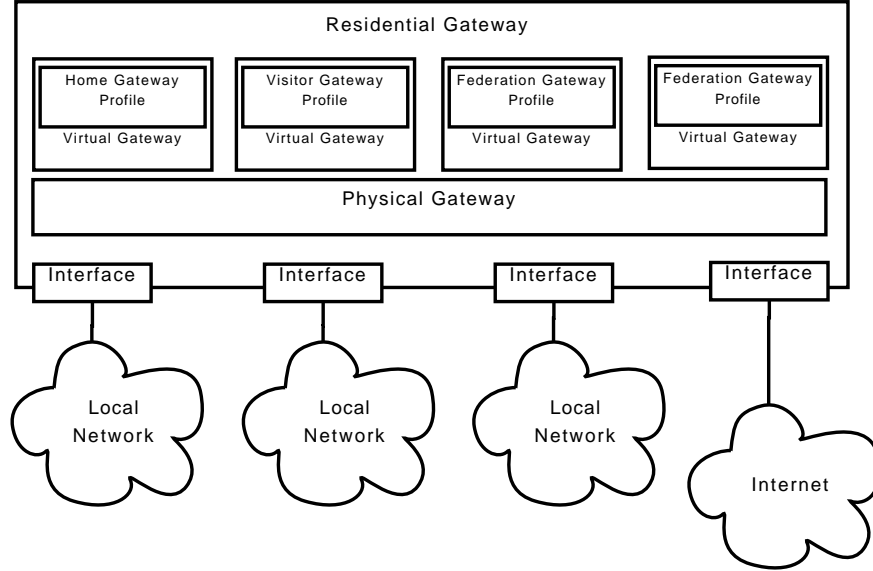 Residential Gateway
Home Gateway
Profile
Virtual Gateway
Visitor Gateway
Profile
Virtual Gateway
Federation Gateway
Profile
Virtual Gateway
Federation Gateway
Profile
Virtual Gateway
Physical Gateway
Interface
Interface
Interface
Interface
Local
Network
Local
Network
Local
Network
Internet